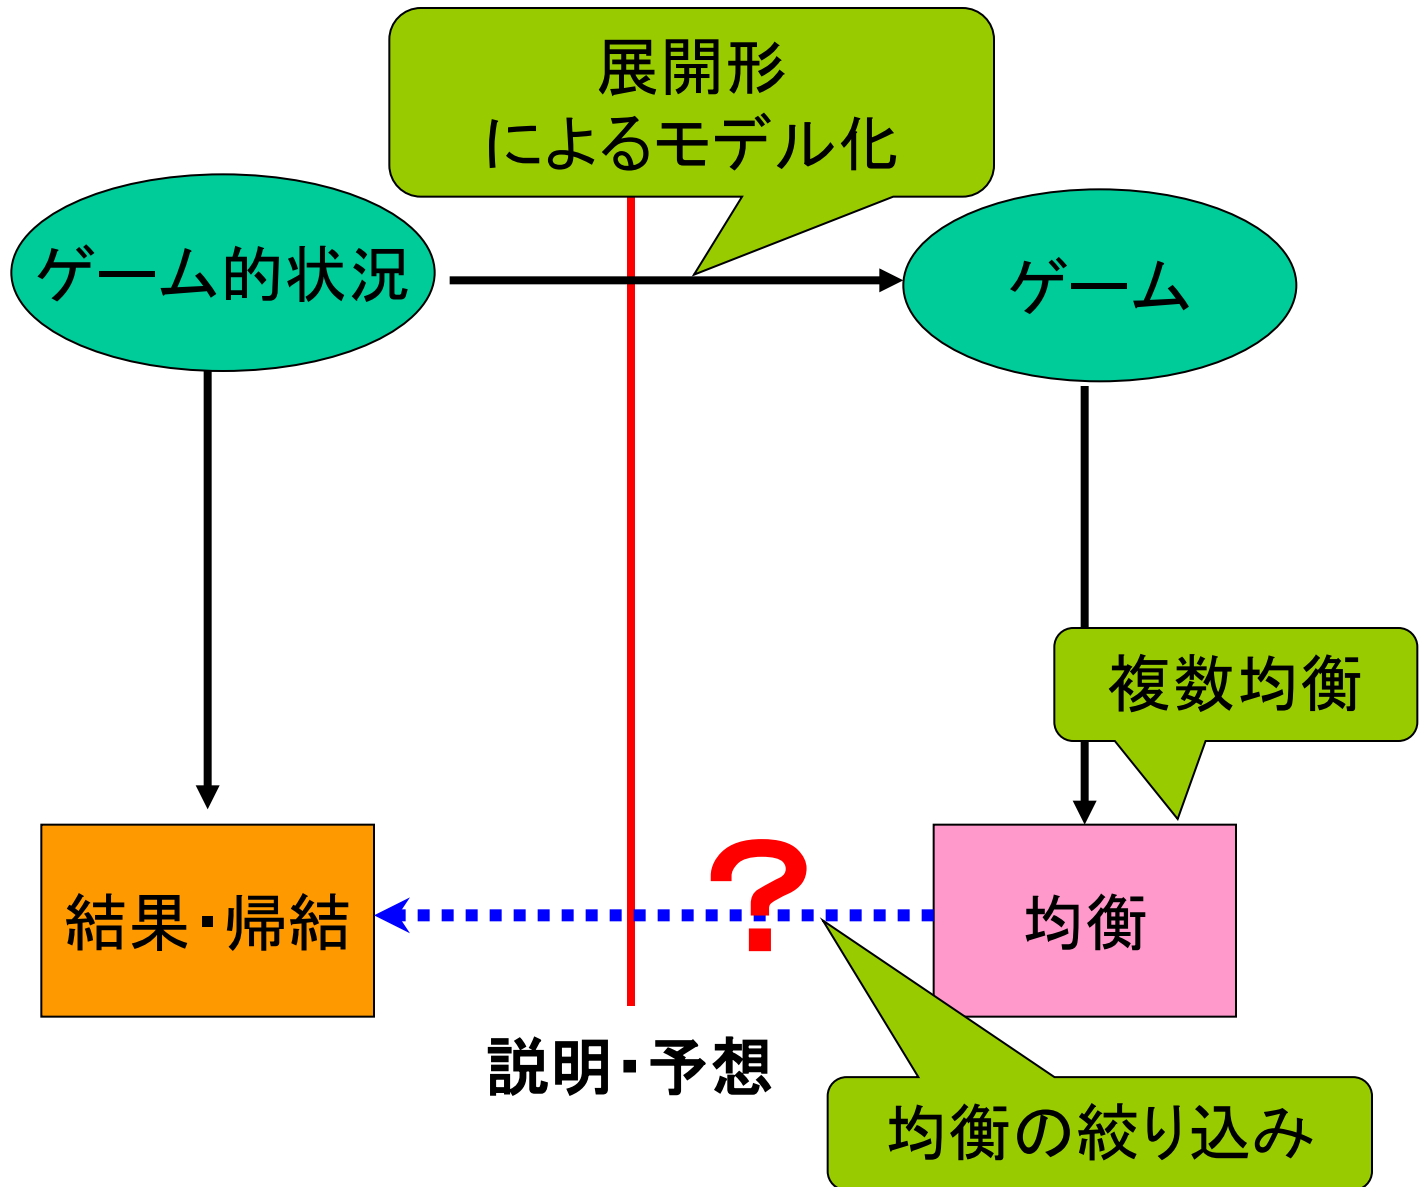 展開形
によるモデル化
ゲーム的状況
ゲーム
複数均衡
?
結果・帰結
均衡
説明・予想
均衡の絞り込み